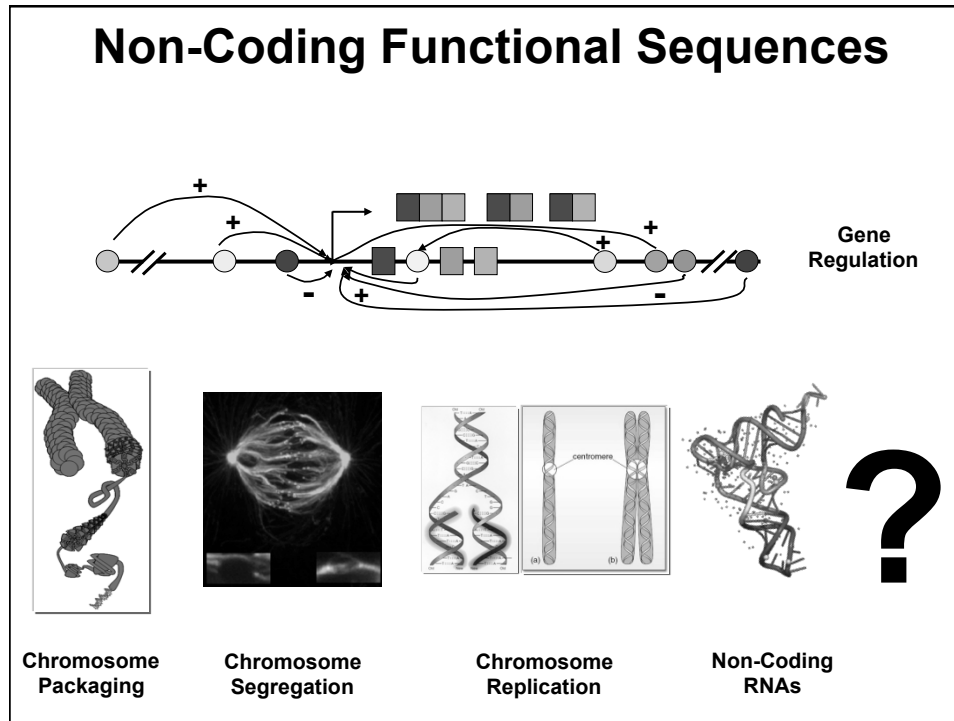 Non-Coding Functional Sequences
+
+
+
+
-
+
-
Gene
Regulation
centromere
(a)
(b)
Chromosome
Packaging
Chromosome
Segregation
Chromosome
Replication
Non-Coding
RNAs
?